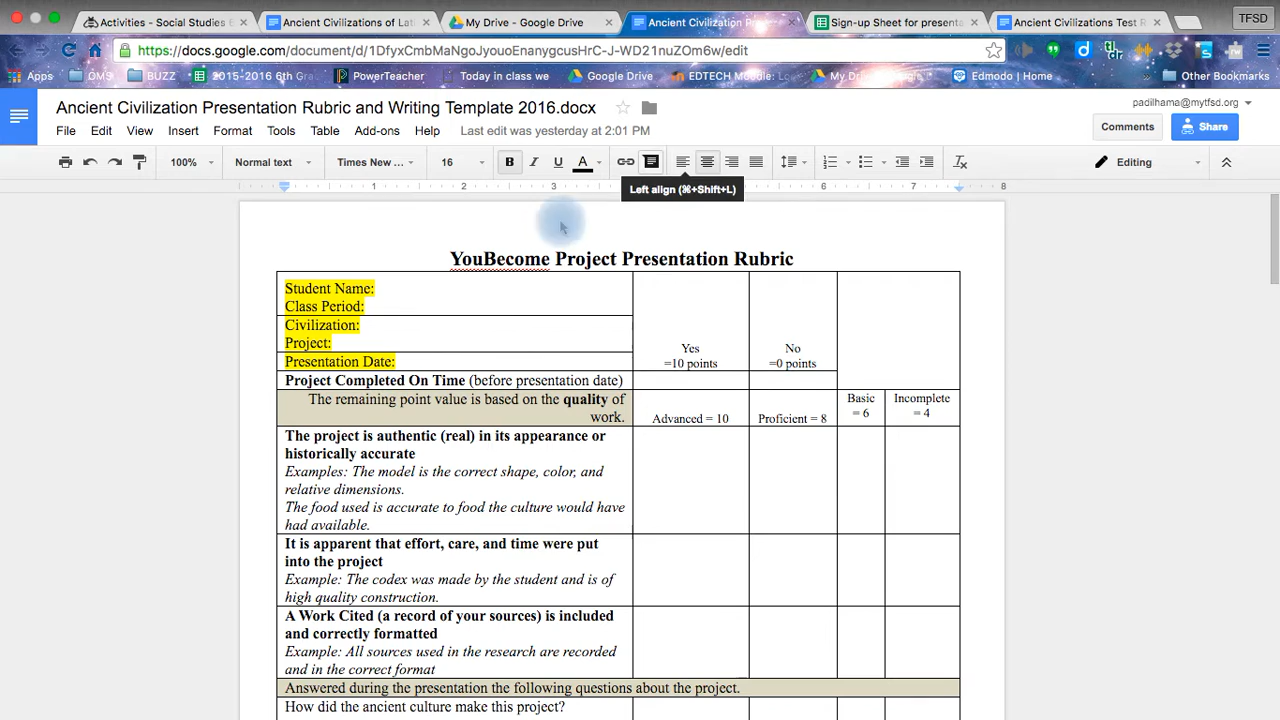 Activities - Social Studies 6
Ancient Civilizations of Lat
My Drive - Google Drive
Ancient Civilization Pre
Sign-up Sheet for presenta
Ancient Civilizations Test R
TFSD
https://docs.google.com/document/d/1DfyxCmbMaNgoJyouoEnanygcusHrC-J-WD21nuZOm6w/edit
Apps
OMS
BUZZ
2015-2016 6th Gra
PowerTeacher
Today in class we
Google Drive
EDTECH Moodle: Lo
My Drive - Google D
Edmodo | Home
»
Other Bookmarks
Ancient Civilization Presentation Rubric and Writing Template 2016.docx
padilhama@mytfsd.org
Comments
Share
File Edit View Insert Format Tools Table Add-ons Help Last edit was yesterday at 2:01 PM
100% Normal text Times New ... 16 B I U A Editing
Left align (⌘+Shift+L)
1 2 3 6 7 8
YouBecome Project Presentation Rubric
Student Name:
Class Period:
Civilization:
Project:
Presentation Date:
Yes
=10 points
No
=0 points
Project Completed On Time (before presentation date)
The remaining point value is based on the quality of
work.
Advanced = 10
Proficient = 8
Basic
= 6
Incomplete
= 4
The project is authentic (real) in its appearance or
historically accurate
Examples: The model is the correct shape, color, and
relative dimensions.
The food used is accurate to food the culture would have
had available.
It is apparent that effort, care, and time were put
into the project
Example: The codex was made by the student and is of
high quality construction.
A Work Cited (a record of your sources) is included
and correctly formatted
Example: All sources used in the research are recorded
and in the correct format
Answered during the presentation the following questions about the project.
How did the ancient culture make this project?